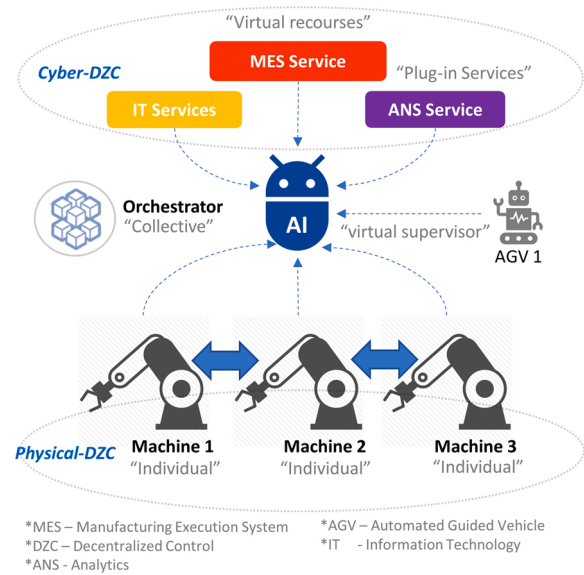 “Virtual recourses”
Cyber-DZC
MES Service
“Plug-in Services”
IT Services
ANS Service
Orchestrator
“Collective”
AI
“virtual supervisor”
AGV 1
Physical-DZC
Machine 1
“Individual”
Machine 2
“Individual”
Machine 3
“Individual”
*MES – Manufacturing Execution System
*DZC – Decentralized Control
*ANS - Analytics
*AGV – Automated Guided Vehicle
*IT - Information Technology